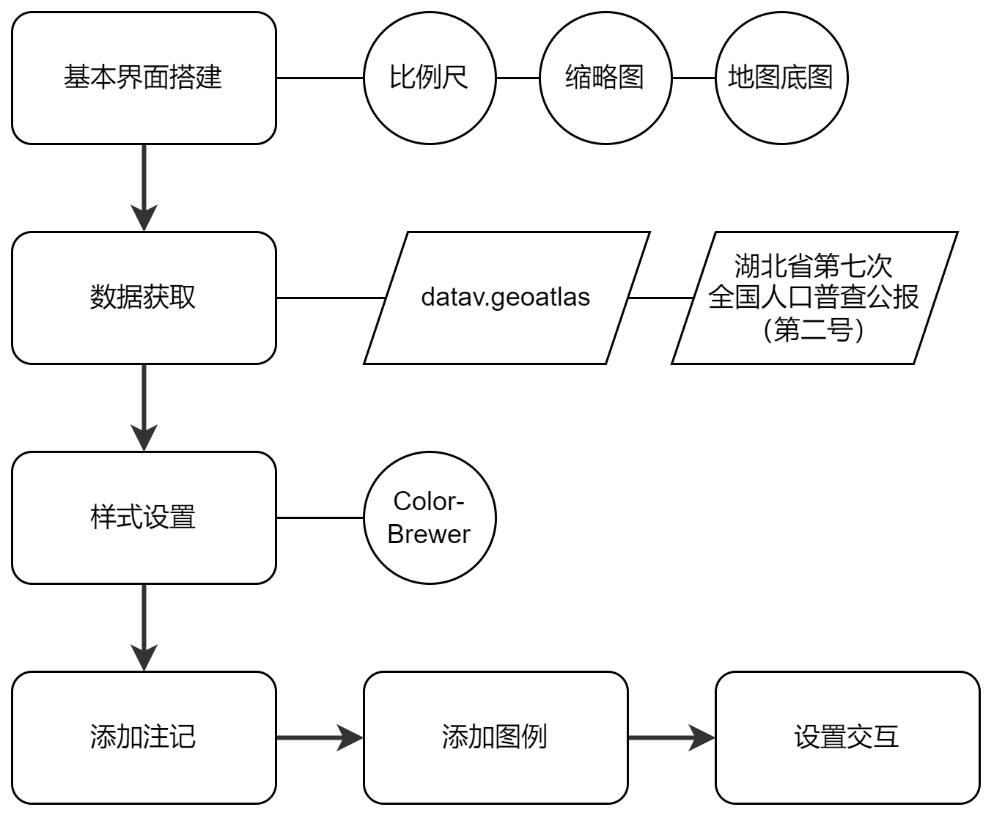 基本界面搭建
比例尺
缩略图
地图底图
数据获取
datav.geoatlas
湖北省第七次
全国人口普查公报
（第二号）
样式设置
Color-
Brewer
添加注记
添加图例
设置交互